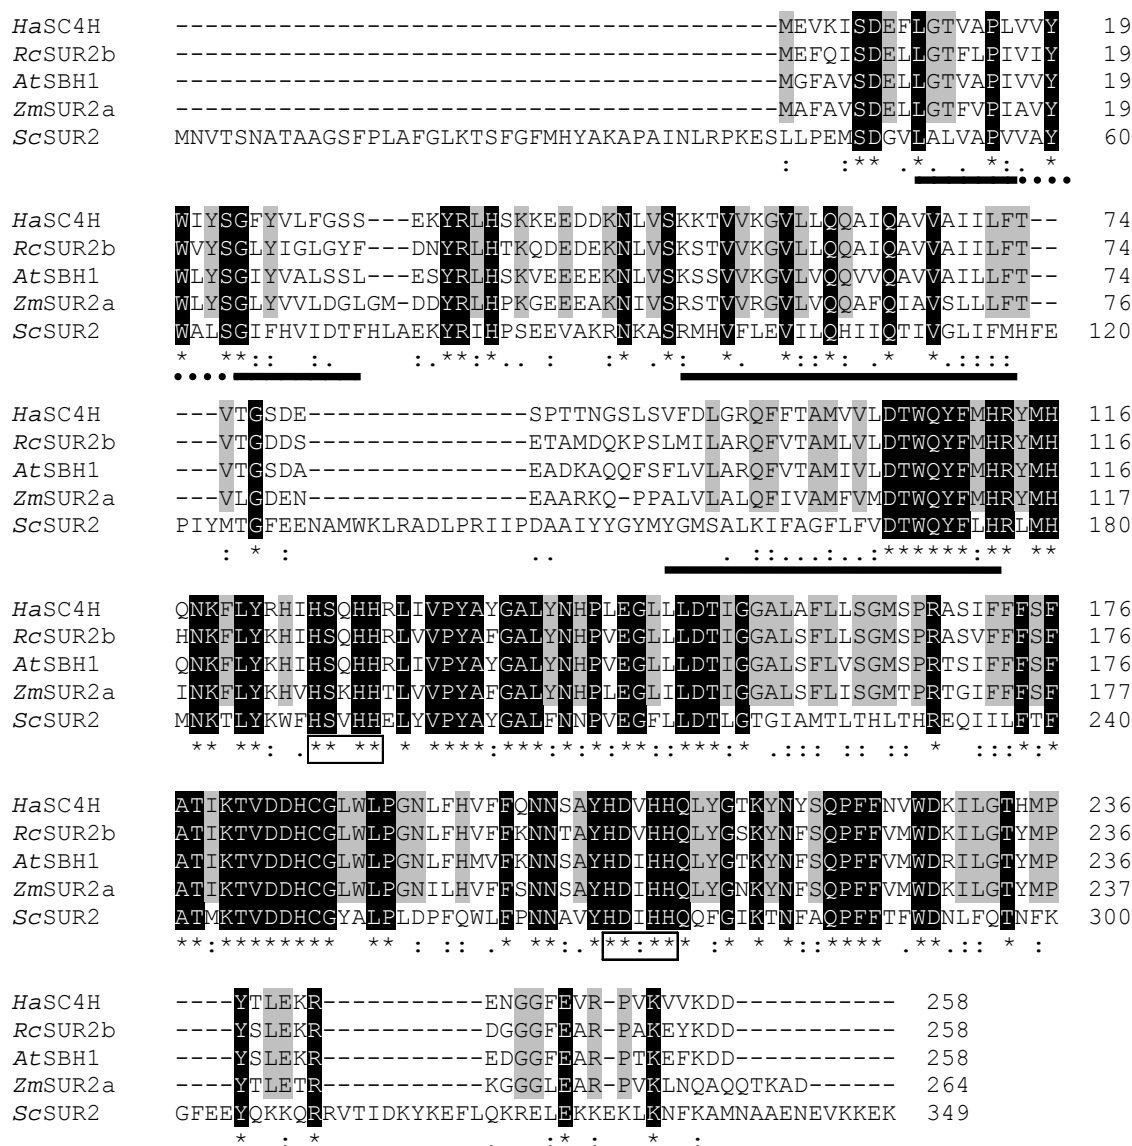 HaSC4H -----------------------------------------MEVKISDEFLGTVAPLVVY 19
RcSUR2b -----------------------------------------MEFQISDELLGTFLPIVIY 19
AtSBH1 -----------------------------------------MGFAVSDELLGTFVPIVVY 19
ZmSUR2a -----------------------------------------MAFAVSDELLGTFVPIAVY 19
ScSUR2 MNVTSNATAAGSFPLAFGLKTSFGFMHYAKAPAINLRPKESLLPEMSDGVLALVAPVVAY 60
:   :** .*. .  *:. *
HaSC4H WIYSGFYVLFGSS---EKYRLHSKKEEDDKNLVSKKTVVKGVLLQQAIQAVVAIILFT-- 74
RcSUR2b WVYSGLYIGLGYF---DNYRLHTKQDEDEKNLVSKSTVVKGVLLQQAIQAVVAILLFT-- 74
AtSBH1 WLYSGIYVALSSL---ESYRLHSKVEEEEKNLVSKSSVVKGVLVQQVVQAVVAILLFT-- 74
ZmSUR2a WLYSGLYVVLDGLGM-DDYRLHPKGEEEAKNIVSRSTVVRGVLVQQAFQIAVSLLLFT-- 76
ScSUR2 WALSGIFHVIDTFHLAEKYRIHPSEEVAKRNKASRMHVFLEVILQHIIQTIVGLIFMHFE 120
*  **::  :.     :.**:* . :    *  *:  *   *::*: .*  *.::::
HaSC4H ---VTGSDE---------------SPTTNGSLSVFDLGRQFFTAMVVLDTWQYFMHRYMH 116
RcSUR2b ---VTGDDS---------------ETAMDQKPSLMILARQFVTAMLVLDTWQYFMHRYMH 116
AtSBH1 ---VTGSDA---------------EADKAQQFSFLVLARQFVTAMIVLDTWQYFMHRYMH 116
ZmSUR2a ---VLGDEN---------------EAARKQ-PPALVLALQFIVAMFVMDTWQYFMHRYMH 117
ScSUR2 PIYMTGFEENAMWKLRADLPRIIPDAAIYYGYMYGMSALKIFAGFLFVDTWQYFLHRLMH 180
: * :                ..            . ::...:..:******:** **
HaSC4H QNKFLYRHIHSQHHRLIVPYAYGALYNHPLEGLLLDTIGGALAFLLSGMSPRASIFFFSF 176
RcSUR2b HNKFLYKHIHSQHHRLVVPYAFGALYNHPVEGLLLDTIGGALSFLLSGMSPRASVFFFSF 176
AtSBH1 QNKFLYKHIHSQHHRLIVPYAYGALYNHPVEGLLLDTIGGALSFLVSGMSPRTSIFFFSF 176
ZmSUR2a INKFLYKHVHSKHHTLVVPYAFGALYNHPLEGLILDTIGGALSFLISGMTPRTGIFFFSF 177
ScSUR2 MNKTLYKWFHSVHHELYVPYAYGALFNNPVEGFLLDTLGTGIAMTLTHLTHREQIILFTF 240
** **: .** ** * ****:***:*:*:**::***:* .::: :: :: *  :::*:*
HaSC4H ATIKTVDDHCGLWLPGNLFHVFFQNNSAYHDVHHQLYGTKYNYSQPFFNVWDKILGTHMP 236
RcSUR2b ATIKTVDDHCGLWLPGNLFHVFFKNNTAYHDVHHQLYGSKYNFSQPFFVMWDKILGTYMP 236
AtSBH1 ATIKTVDDHCGLWLPGNLFHMVFKNNSAYHDIHHQLYGTKYNFSQPFFVMWDRILGTYMP 236
ZmSUR2a ATIKTVDDHCGLWLPGNILHVFFSNNSAYHDIHHQLYGNKYNFSQPFFVMWDKILGTYMP 237
ScSUR2 ATMKTVDDHCGYALPLDPFQWLFPNNAVYHDIHHQQFGIKTNFAQPFFTFWDNLFQTNFK 300
**:********  ** : :: .* **:.***:*** :* * *::**** .**.:: * :
HaSC4H ----YTLEKR-----------ENGGFEVR-PVKVVKDD----------- 258
RcSUR2b ----YSLEKR-----------DGGGFEAR-PAKEYKDD----------- 258
AtSBH1 ----YSLEKR-----------EDGGFEAR-PTKEFKDD----------- 258
ZmSUR2a ----YTLETR-----------KGGGLEAR-PVKLNQAQQTKAD------ 264
ScSUR2 GFEEYQKKQRRVTIDKYKEFLQKRELEKKEKLKNFKAMNAAENEVKKEK 349
*  : *           .   :* :   *  :